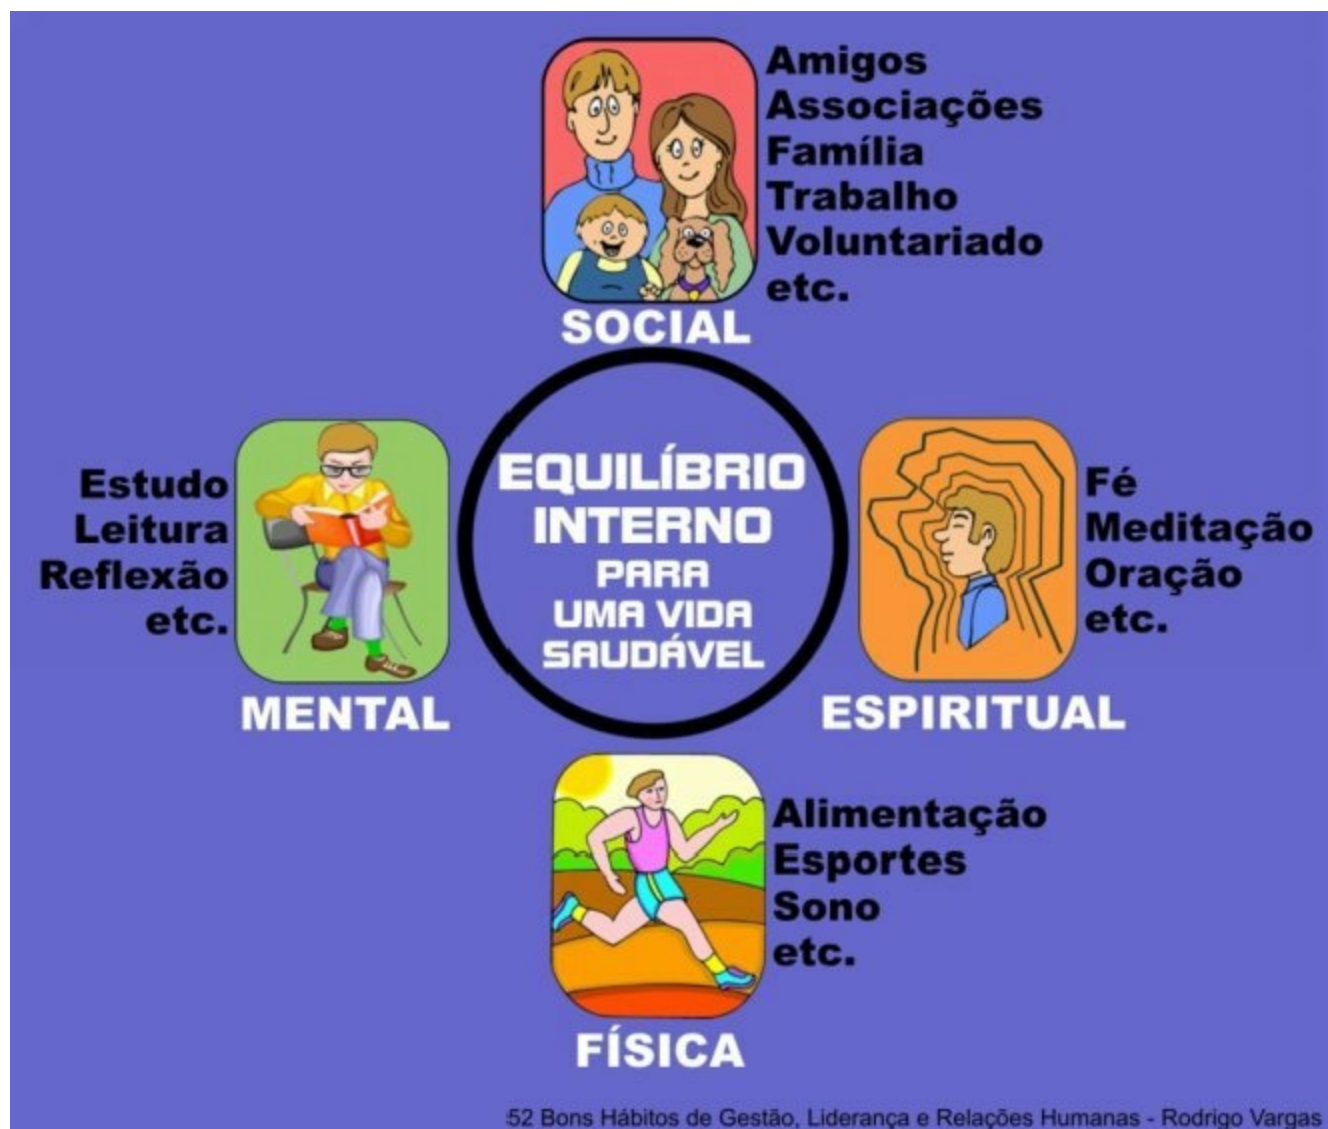 Amigos
Associações
Família
Trabalho
Voluntariado
etc.
SOCIAL
Estudo
Leitura
Reflexão
etc.
MENTAL
EQUILÍBRIO
INTERNO
PARA
UMA VIDA
SAUDÁVEL
Fé
Meditação
Oração
etc.
ESPIRITUAL
Alimentação
Esportes
Sono
etc.
FÍSICA
52 Bons Hábitos de Gestão, Liderança e Relações Humanas - Rodrigo Vargas